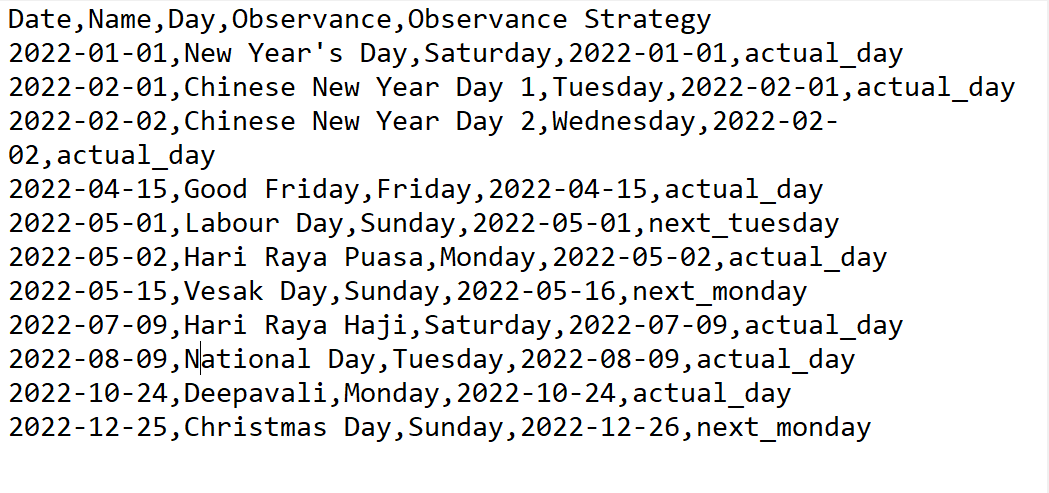 Date,Name,Day,Observance,Observance Strategy
2022-01-01,New Year's Day,Saturday,2022-01-01,actual_day
2022-02-01,Chinese New Year Day 1,Tuesday,2022-02-01,actual_day
2022-02-02,Chinese New Year Day 2,Wednesday,2022-02-
02,actual_day
2022-04-15,Good Friday,Friday,2022-04-15,actual_day
2022-05-01,Labour Day,Sunday,2022-05-01,next_tuesday
2022-05-02,Hari Raya Puasa,Monday,2022-05-02,actual_day
2022-05-15,Vesak Day,Sunday,2022-05-16,next_monday
2022-07-09,Hari Raya Haji,Saturday,2022-07-09,actual_day
2022-08-09,National Day,Tuesday,2022-08-09,actual_day
2022-10-24,Deepavali,Monday,2022-10-24,actual_day
2022-12-25,Christmas Day,Sunday,2022-12-26,next_monday